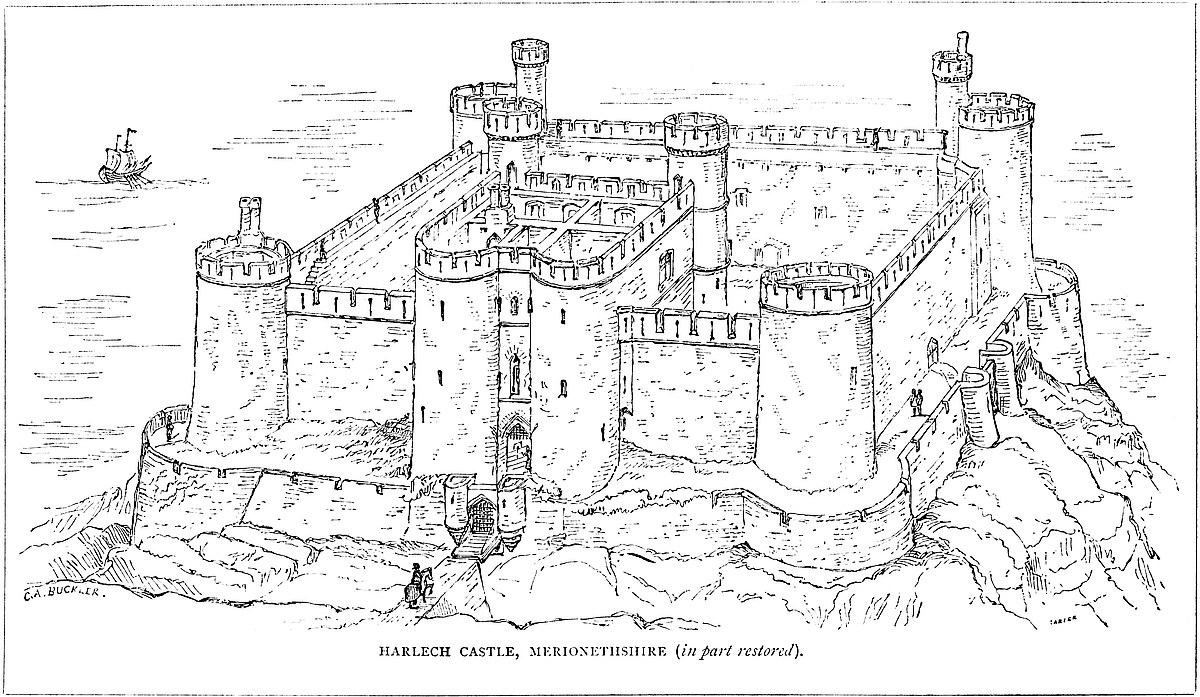 C.A. BUCKLER.
HARLECH CASTLE, MERIONETHSHIRE (in part restored).